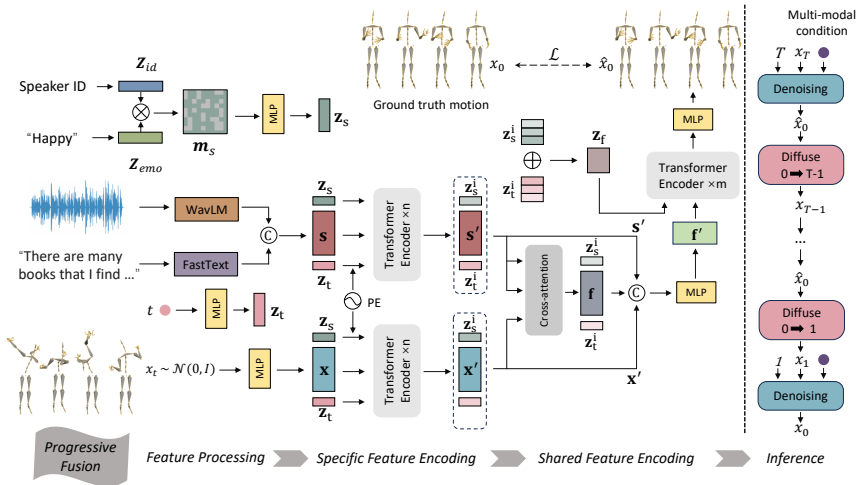 Speaker ID
Z_id
"Happy"
Z_emo
m_s
MLP
z_s
x_0
ℒ
x̂_0
Ground truth motion
z_s^i
z_t^i
z_f
MLP
Transformer
Encoder ×m
f′
MLP
WavLM
"There are many
books that I find ..."
FastText
C
z_s
s
z_t
Transformer
Encoder ×n
z_s^i
s′
z_t^i
s′
PE
t
MLP
z_t
x_t ~ 𝒩(0, I)
MLP
z_s
x
z_t
Transformer
Encoder ×n
z_s^i
x′
Cross-attention
z_s^i
f
z_t^i
C
x′
Multi-modal
condition
T x_T
Denoising
x̂_0
Diffuse
0 ➡ T-1
x_{T−1}
...
x̂_0
Diffuse
0 ➡ 1
1 x_1
Denoising
x_0
Progressive
Fusion
Feature Processing
Specific Feature Encoding
Shared Feature Encoding
Inference